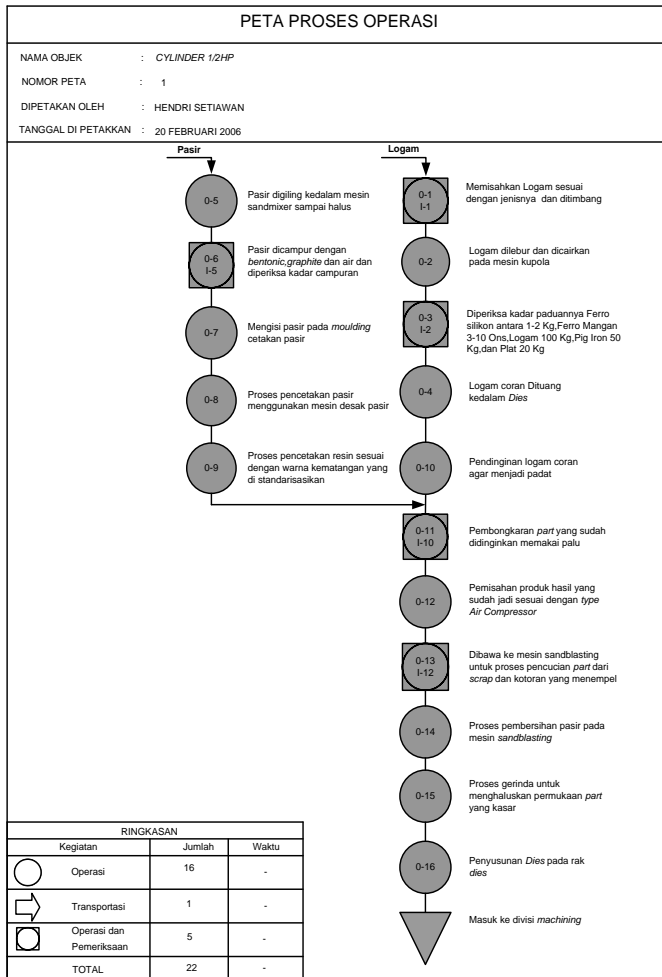 PETA PROSES OPERASI
NAMA OBJEK : CYLINDER 1/2HP
NOMOR PETA : 1
DIPETAKAN OLEH : HENDRI SETIAWAN
TANGGAL DI PETAKKAN : 20 FEBRUARI 2006
Pasir
0-5
Pasir digiling kedalam mesin
sandmixer sampai halus
0-6
I-5
Pasir dicampur dengan
bentonic,graphite dan air dan
diperiksa kadar campuran
0-7
Mengisi pasir pada moulding
cetakan pasir
0-8
Proses pencetakan pasir
menggunakan mesin desak pasir
0-9
Proses pencetakan resin sesuai
dengan warna kematangan yang
di standarisasikan
Logam
0-1
I-1
Memisahkan Logam sesuai
dengan jenisnya dan ditimbang
0-2
Logam dilebur dan dicairkan
pada mesin kupola
0-3
I-2
Diperiksa kadar paduannya Ferro
silikon antara 1-2 Kg,Ferro Mangan
3-10 Ons,Logam 100 Kg,Pig Iron 50
Kg,dan Plat 20 Kg
0-4
Logam coran Dituang
kedalam Dies
0-10
Pendinginan logam coran
agar menjadi padat
0-11
I-10
Pembongkaran part yang sudah
didinginkan memakai palu
0-12
Pemisahan produk hasil yang
sudah jadi sesuai dengan type
Air Compressor
0-13
I-12
Dibawa ke mesin sandblasting
untuk proses pencucian part dari
scrap dan kotoran yang menempel
0-14
Proses pembersihan pasir pada
mesin sandblasting
0-15
Proses gerinda untuk
menghaluskan permukaan part
yang kasar
0-16
Penyusunan Dies pada rak
dies
Masuk ke divisi machining
RINGKASAN
Kegiatan Jumlah Waktu
Operasi 16 -
Transportasi 1 -
Operasi dan
Pemeriksaan 5 -
TOTAL 22 -